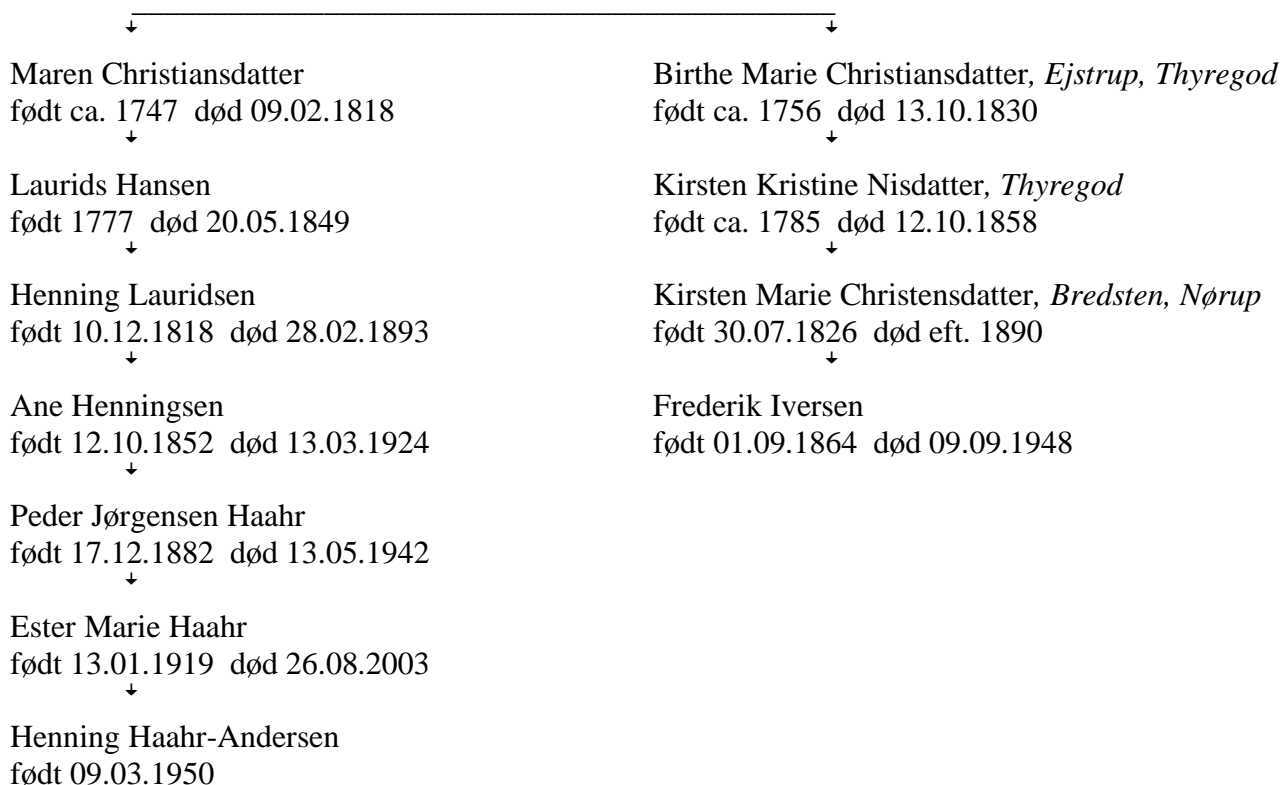 Maren Christiansdatter
født ca. 1747 død 09.02.1818
Laurids Hansen
født 1777 død 20.05.1849
Henning Lauridsen
født 10.12.1818 død 28.02.1893
Ane Henningsen
født 12.10.1852 død 13.03.1924
Peder Jørgensen Haahr
født 17.12.1882 død 13.05.1942
Ester Marie Haahr
født 13.01.1919 død 26.08.2003
Henning Haahr-Andersen
født 09.03.1950
Birthe Marie Christiansdatter, Ejstrup, Thyregod
født ca. 1756 død 13.10.1830
Kirsten Kristine Nisdatter, Thyregod
født ca. 1785 død 12.10.1858
Kirsten Marie Christensdatter, Bredsten, Nørup
født 30.07.1826 død eft. 1890
Frederik Iversen
født 01.09.1864 død 09.09.1948